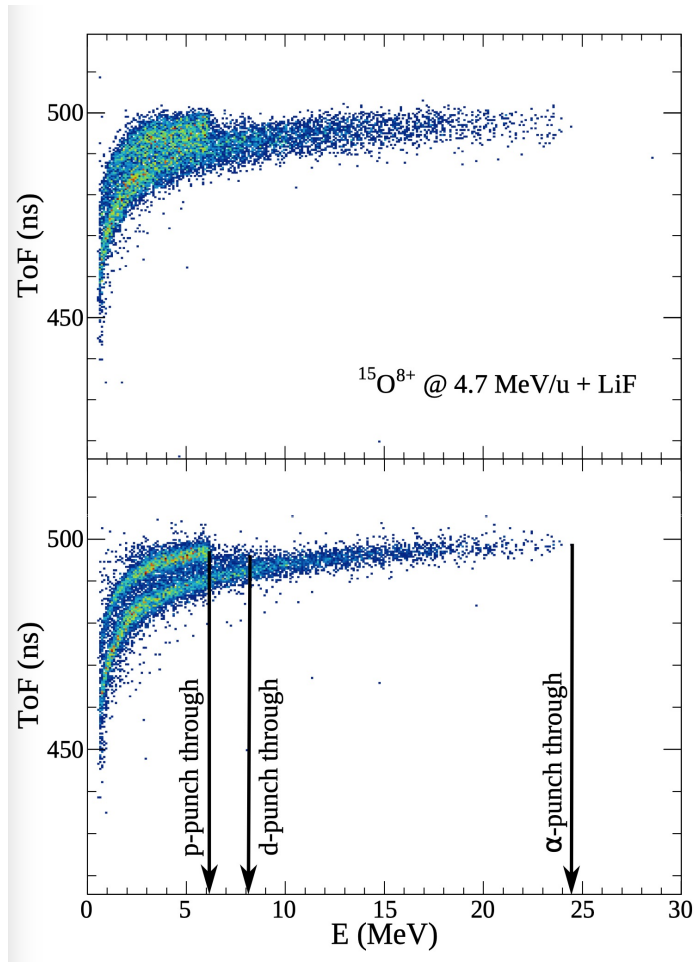 500
450
ToF (ns)
¹⁵O⁸⁺ @ 4.7 MeV/u + LiF
500
450
ToF (ns)
p-punch through
d-punch through
α-punch through
0 5 10 15 20 25 30
E (MeV)